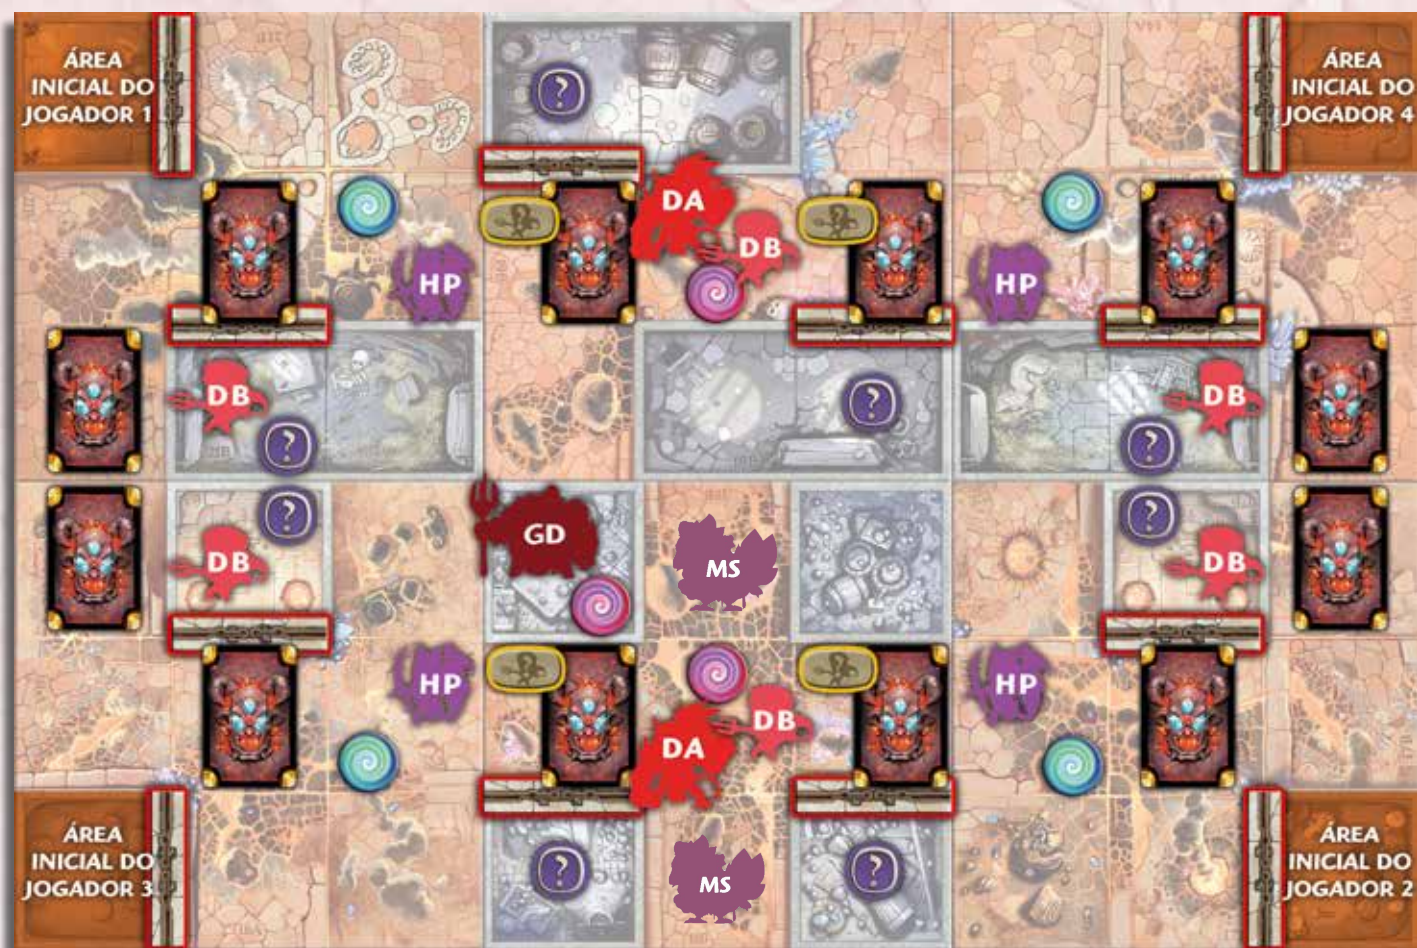 ÁREA
INICIAL DO
JOGADOR 1
ÁREA
INICIAL DO
JOGADOR 4
?
DA
DB
HP
HP
DB
?
?
DB
?
?
?
DB
GD
MS
DB
HP
HP
DB
DA
ÁREA
INICIAL DO
JOGADOR 3
?
MS
?
ÁREA
INICIAL DO
JOGADOR 2